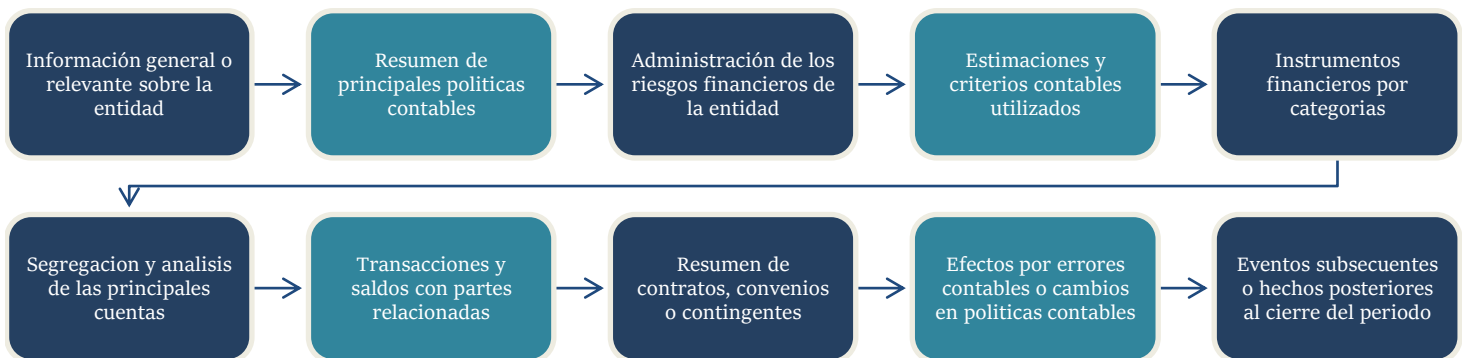 Información general o
relevante sobre la
entidad
Resumen de
principales politicas
contables
Administración de los
riesgos financieros de
la entidad
Estimaciones y
criterios contables
utilizados
Instrumentos
financieros por
categorias
Segregacion y analisis
de las principales
cuentas
Transacciones y
saldos con partes
relacionadas
Resumen de
contratos, convenios
o contingentes
Efectos por errores
contables o cambios
en politicas contables
Eventos subsecuentes
o hechos posteriores
al cierre del periodo